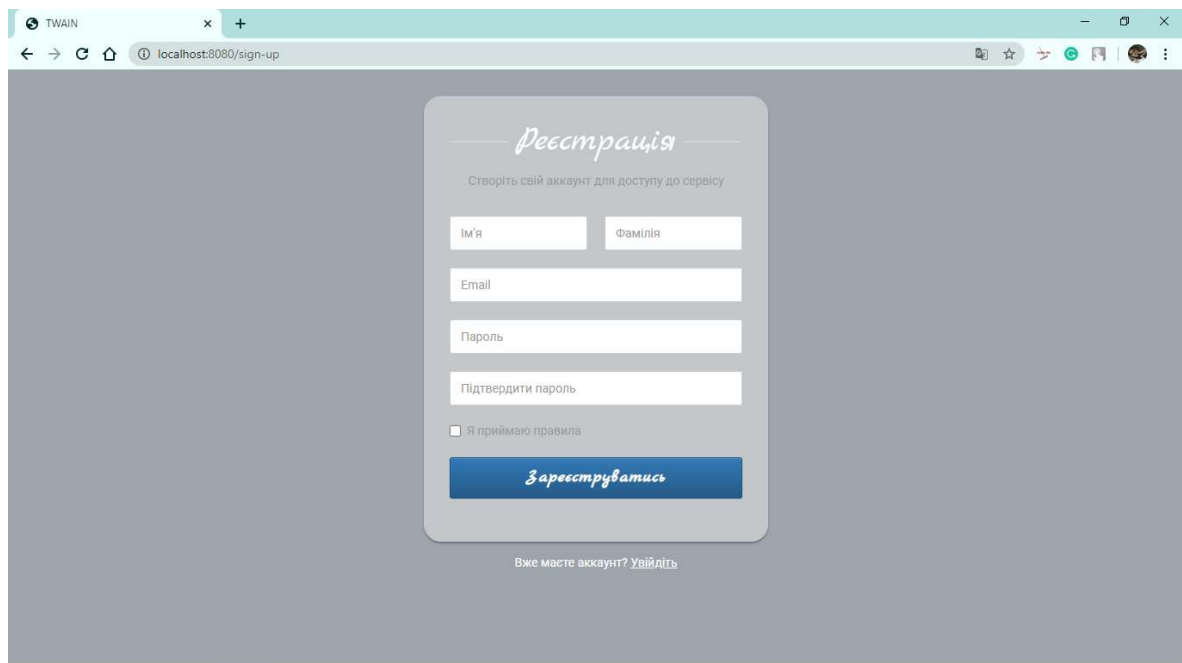 TWAIN
localhost:8080/sign-up
Реєстрація
Створіть свій аккаунт для доступу до сервісу
Ім'я Фамілія
Email
Пароль
Підтвердити пароль
Я приймаю правила
Зареєструватись
Вже маєте аккаунт? Увійдіть